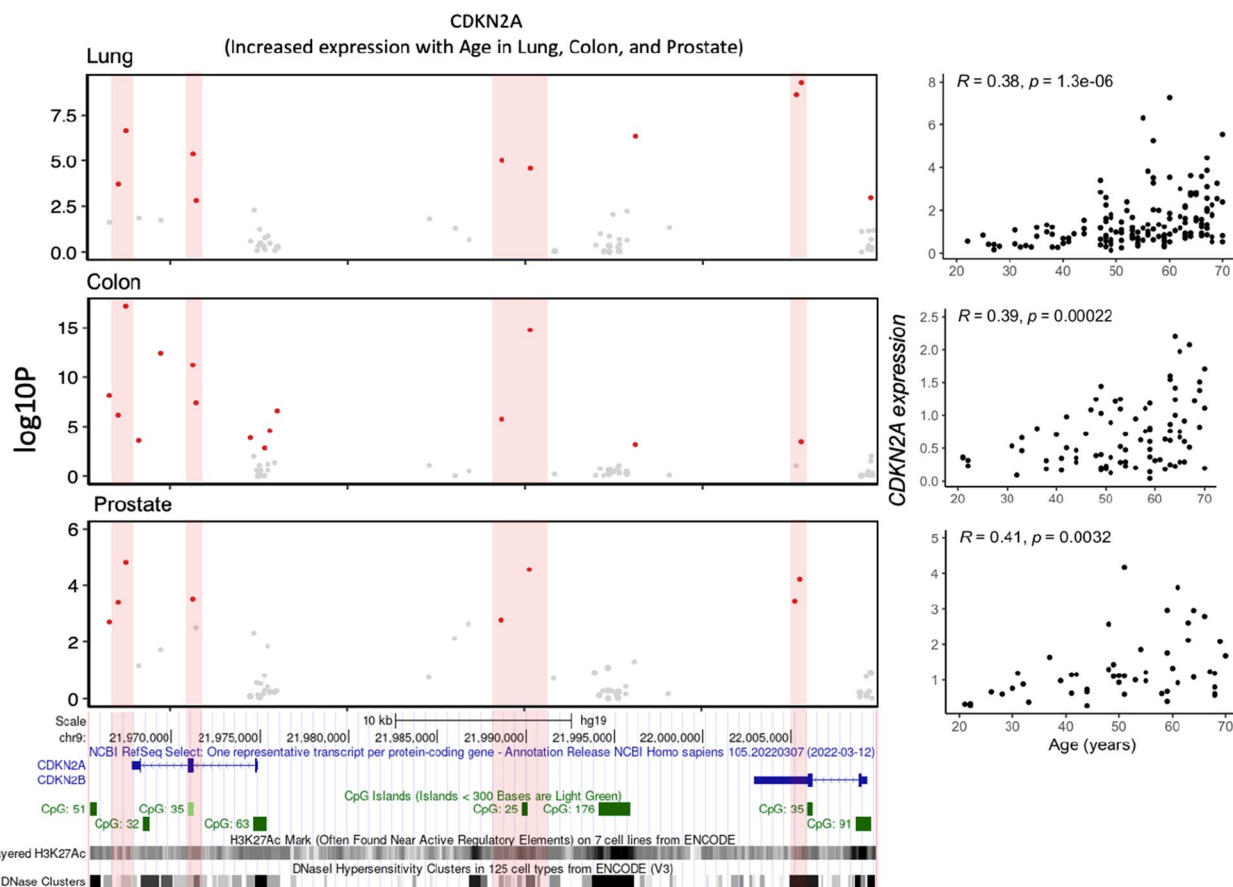 CDKN2A
(Increased expression with Age in Lung, Colon, and Prostate)
Lung
7.5
5.0
2.5
0.0
Colon
15
10
5
0
Prostate
6
4
2
0
log10P
R = 0.38, p = 1.3e-06
8
6
4
2
0
20 30 40 50 60 70
R = 0.39, p = 0.00022
2.5
2.0
1.5
1.0
0.5
0.0
20 30 40 50 60 70
R = 0.41, p = 0.0032
5
4
3
2
1
20 30 40 50 60 70
Age (years)
CDKN2A expression
Scale 10 kb hg19
chr9: 21,970,000 21,975,000 21,980,000 21,985,000 21,990,000 21,995,000 22,000,000 22,005,000
NCBI RefSeq Select: One representative transcript per protein-coding gene - Annotation Release NCBI Homo sapiens 105.20220307 (2022-03-12)
CDKN2A
CDKN2B
CpG Islands (Islands < 300 Bases are Light Green)
CpG: 51 CpG: 35 CpG: 25 CpG: 176 CpG: 35
CpG: 32 CpG: 63 CpG: 91
H3K27Ac Mark (Often Found Near Active Regulatory Elements) on 7 cell lines from ENCODE
ayered H3K27Ac
DNaseI Hypersensitivity Clusters in 125 cell types from ENCODE (V3)
DNase Clusters